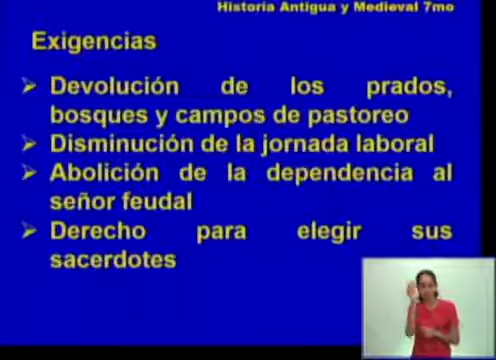 Historia Antigua y Medieval 7mo
Exigencias
➢ Devolución de los prados,
bosques y campos de pastoreo
➢ Disminución de la jornada laboral
➢ Abolición de la dependencia al
señor feudal
➢ Derecho para elegir sus
sacerdotes